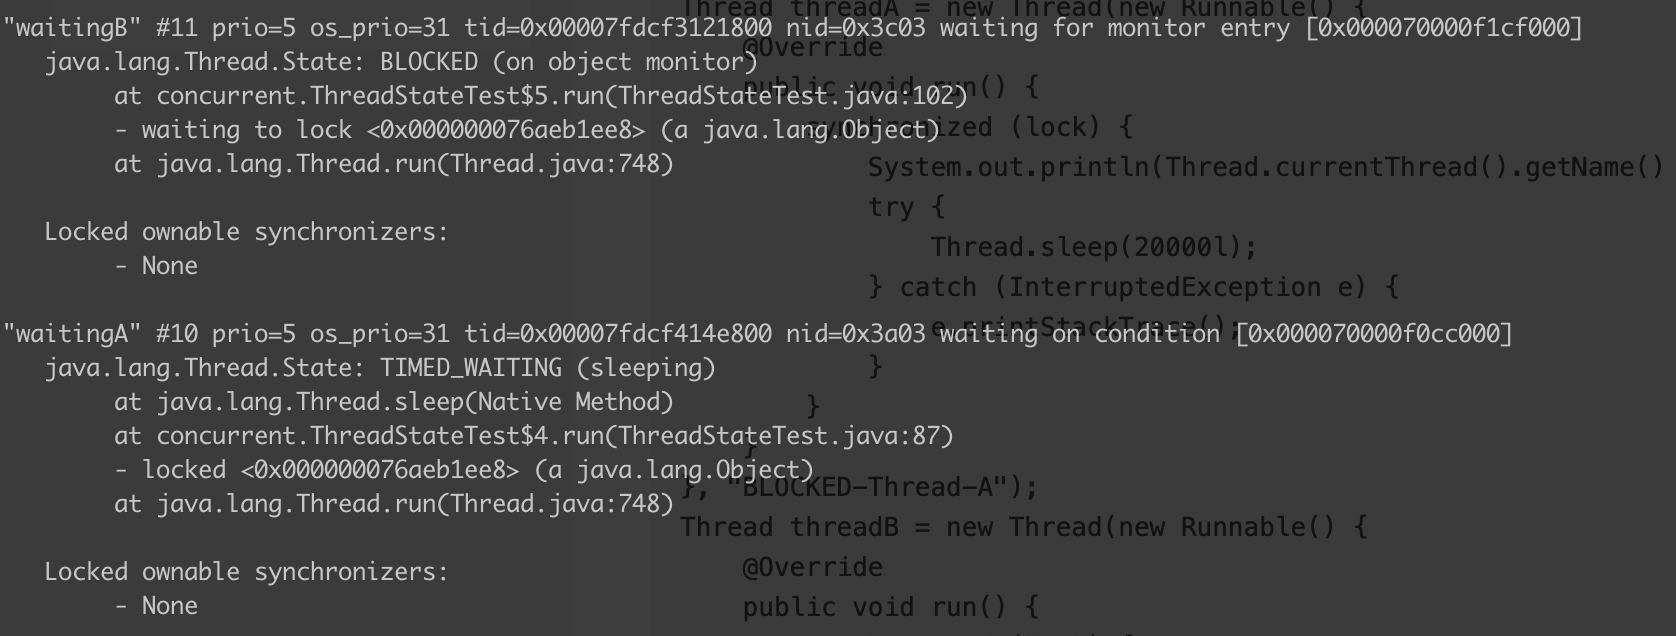 "waitingB" #11 prio=5 os_prio=31 tid=0x00007fdcf3121800 nid=0x3c03 waiting for monitor entry [0x000070000f1cf000]
   java.lang.Thread.State: BLOCKED (on object monitor)
        at concurrent.ThreadStateTest$5.run(ThreadStateTest.java:102)
        - waiting to lock <0x000000076aeb1ee8> (a java.lang.Object)
        at java.lang.Thread.run(Thread.java:748)
   Locked ownable synchronizers:
        - None
"waitingA" #10 prio=5 os_prio=31 tid=0x00007fdcf414e800 nid=0x3a03 waiting on condition [0x000070000f0cc000]
   java.lang.Thread.State: TIMED_WAITING (sleeping)
        at java.lang.Thread.sleep(Native Method)
        at concurrent.ThreadStateTest$4.run(ThreadStateTest.java:87)
        - locked <0x000000076aeb1ee8> (a java.lang.Object)
        at java.lang.Thread.run(Thread.java:748)
   Locked ownable synchronizers:
        - None
Thread threadA = new Thread(new Runnable() {
    @Override
    public void run() {
        synchronized (lock) {
            System.out.println(Thread.currentThread().getName()
            try {
                Thread.sleep(20000l);
            } catch (InterruptedException e) {
                e.printStackTrace();
            }
        }
    }
}, "BLOCKED-Thread-A");
Thread threadB = new Thread(new Runnable() {
    @Override
    public void run() {